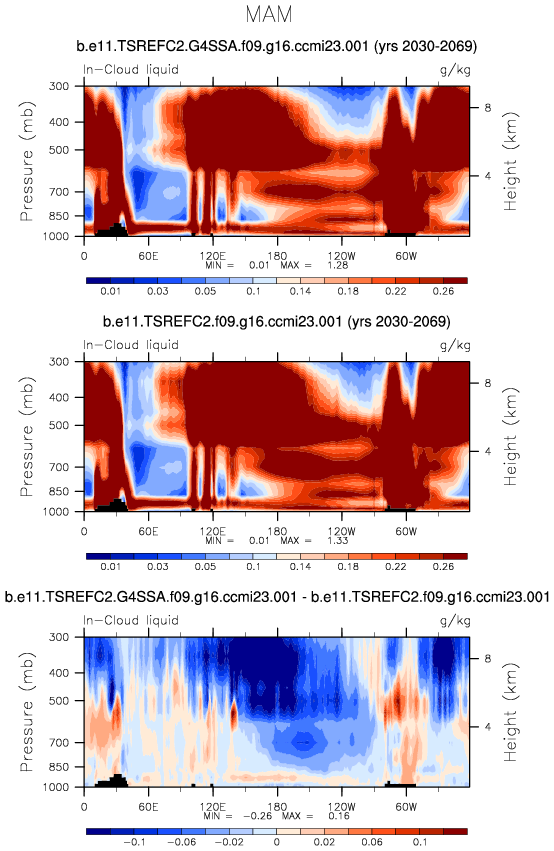 MAM
b.e11.TSREFC2.G4SSA.f09.g16.ccmi23.001 (yrs 2030-2069)
In-Cloud liquid g/kg
300
400
500
700
850
1000
8
4
Pressure (mb)
Height (km)
0 60E 120E 180 120W 60W
MIN = 0.01 MAX = 1.28
0.01 0.03 0.05 0.1 0.14 0.18 0.22 0.26
b.e11.TSREFC2.f09.g16.ccmi23.001 (yrs 2030-2069)
In-Cloud liquid g/kg
300
400
500
700
850
1000
8
4
Pressure (mb)
Height (km)
0 60E 120E 180 120W 60W
MIN = 0.01 MAX = 1.33
0.01 0.03 0.05 0.1 0.14 0.18 0.22 0.26
b.e11.TSREFC2.G4SSA.f09.g16.ccmi23.001 - b.e11.TSREFC2.f09.g16.ccmi23.001
In-Cloud liquid g/kg
300
400
500
700
850
1000
8
4
Pressure (mb)
Height (km)
0 60E 120E 180 120W 60W
MIN = -0.26 MAX = 0.16
-0.1 -0.06 -0.02 0 0.02 0.06 0.1